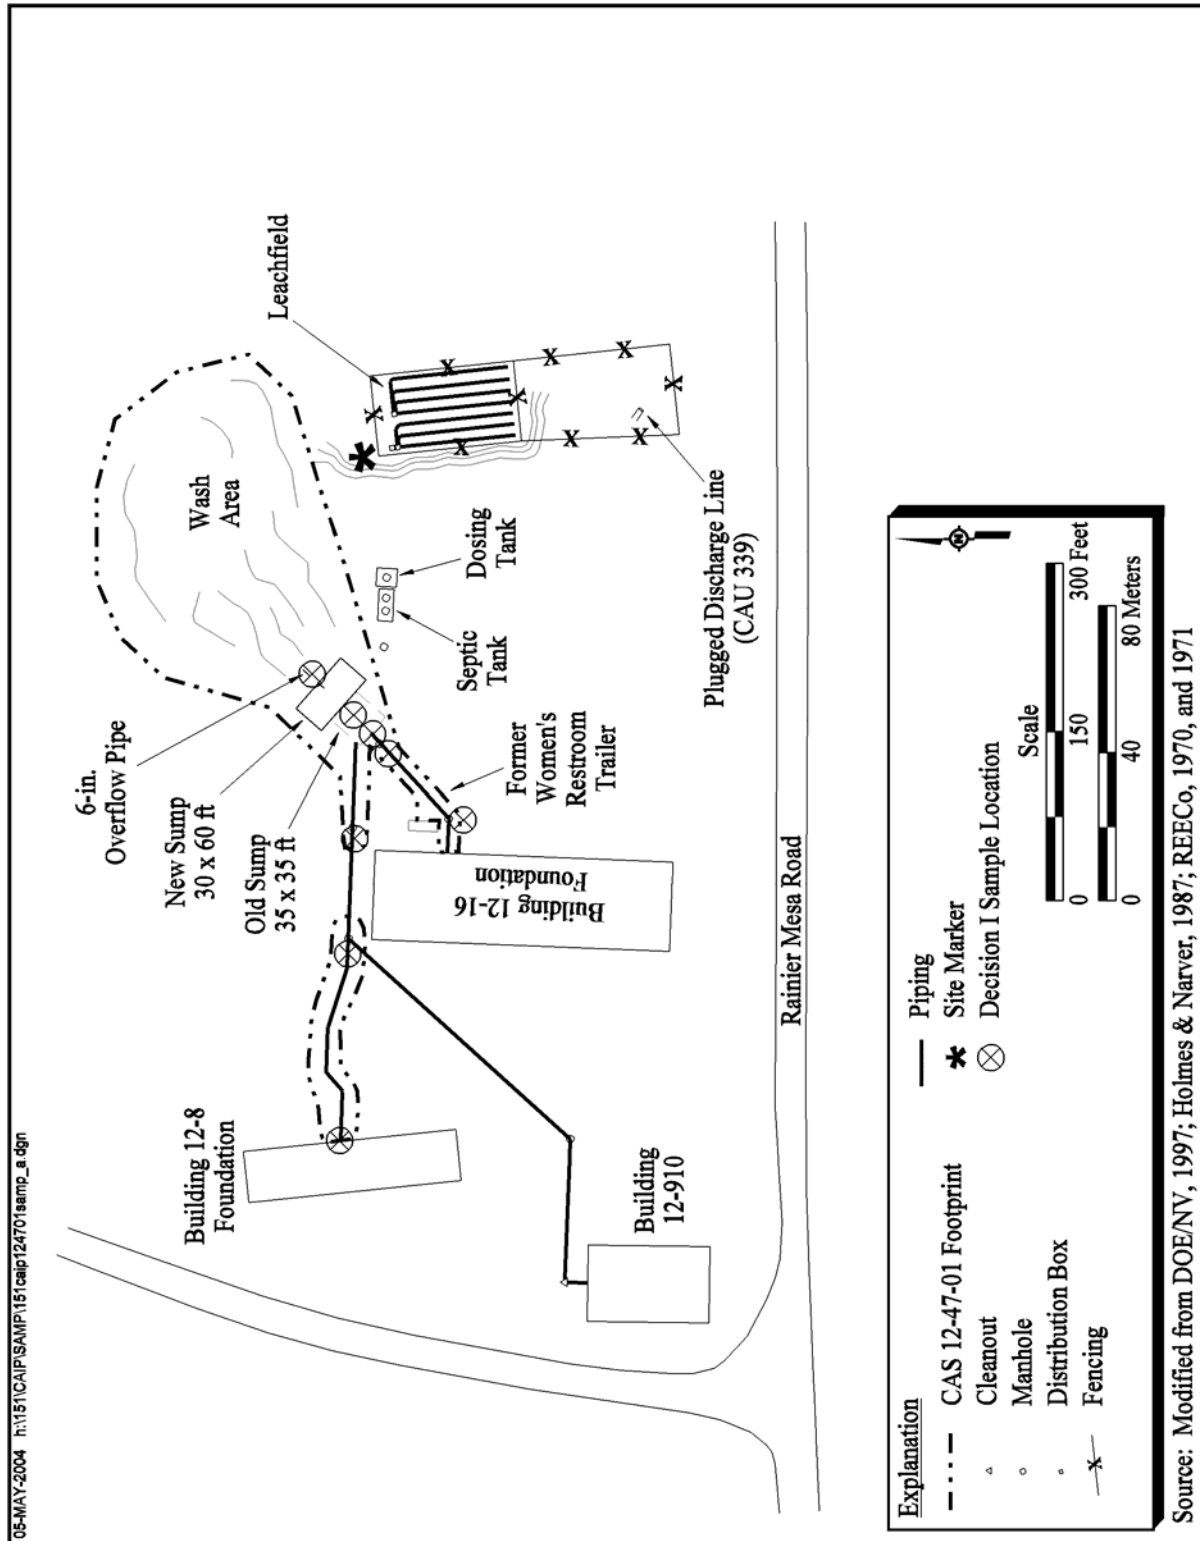 05-MAY-2004 h:\151\CAIP\SAMP\151caip124701samp_a.dgn
6-in.
Overflow Pipe
New Sump
30 x 60 ft
Old Sump
35 x 35 ft
Building 12-8
Foundation
Wash
Area
Leachfield
Septic
Tank
Dosing
Tank
Former
Women's
Restroom
Trailer
Building 12-16
Foundation
Building
12-910
Plugged Discharge Line
(CAU 339)
Rainier Mesa Road
Explanation
CAS 12-47-01 Footprint
Cleanout
Manhole
Distribution Box
X Fencing
Piping
Site Marker
Decision I Sample Location
N
Scale
0 150 300 Feet
0 40 80 Meters
Source: Modified from DOE/NV, 1997; Holmes & Narver, 1987; REECo, 1970, and 1971